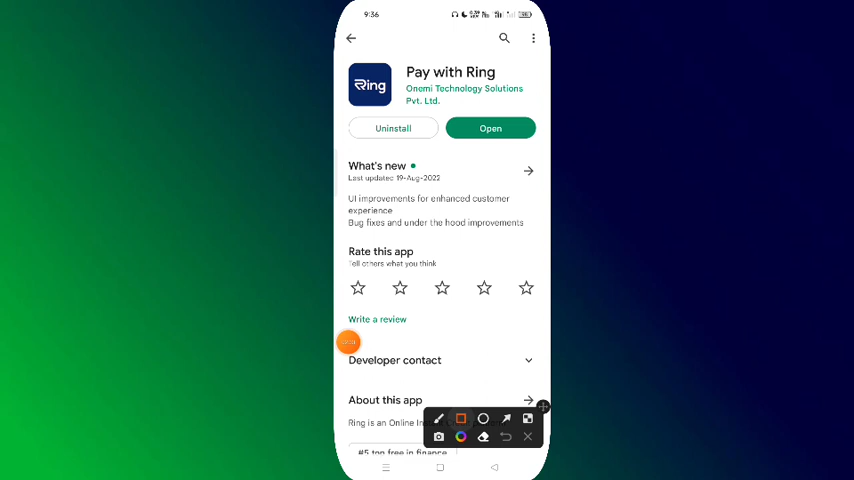 9:36
Ring
Pay with Ring
Onemi Technology Solutions
Pvt. Ltd.
Uninstall
Open
What's new
Last updated 19-Aug-2022
UI improvements for enhanced customer
experience
Bug fixes and under the hood improvements
Rate this app
Tell others what you think
Write a review
Developer contact
About this app
Ring is an Online
#5 top free in finance